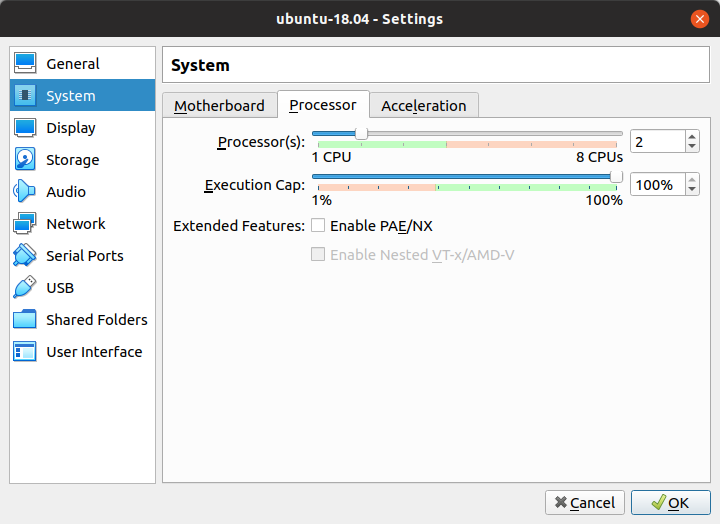 ubuntu-18.04 - Settings
General
System
Display
Storage
Audio
Network
Serial Ports
USB
Shared Folders
User Interface
System
Motherboard Processor Acceleration
Processor(s): 2
1 CPU 8 CPUs
Execution Cap: 100%
1% 100%
Extended Features: Enable PAE/NX
Enable Nested VT-x/AMD-V
Cancel OK